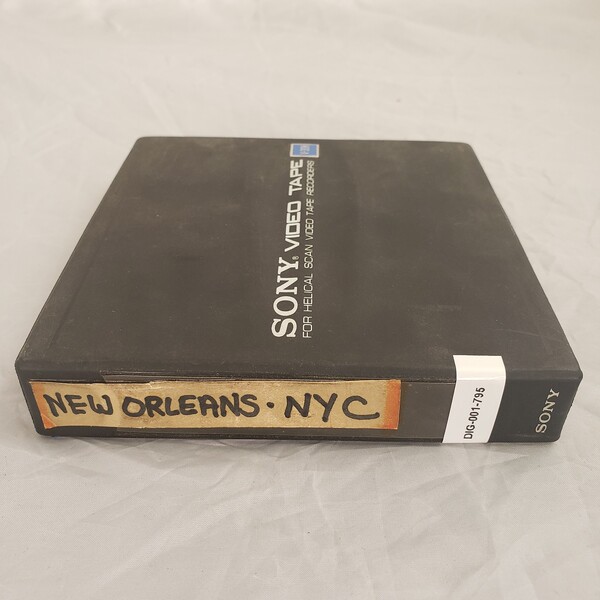 SONY® VIDEO TAPE
FOR HELICAL SCAN VIDEO TAPE RECORDERS
NEW ORLEANS · NYC
DIG-001-795
SONY